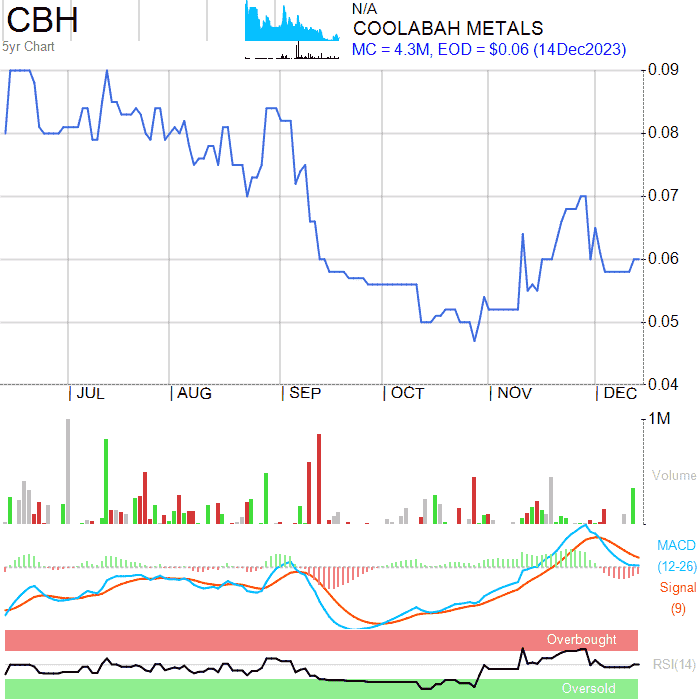 CBH
5yr Chart
N/A
COOLABAH METALS
MC = 4.3M, EOD = $0.06 (14Dec2023)
0.09
0.08
0.07
0.06
0.05
0.04
JUL AUG SEP OCT NOV DEC
1M
Volume
MACD
(12-26)
Signal
(9)
Overbought
RSI(14)
Oversold